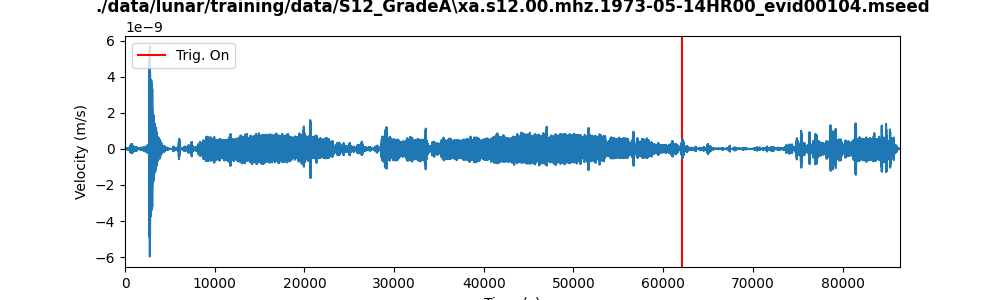 ./data/lunar/training/data/S12_GradeA\xa.s12.00.mhz.1973-05-14HR00_evid00104.mseed
1e−9
Trig. On
6
4
2
0
−2
−4
−6
Velocity (m/s)
0 10000 20000 30000 40000 50000 60000 70000 80000